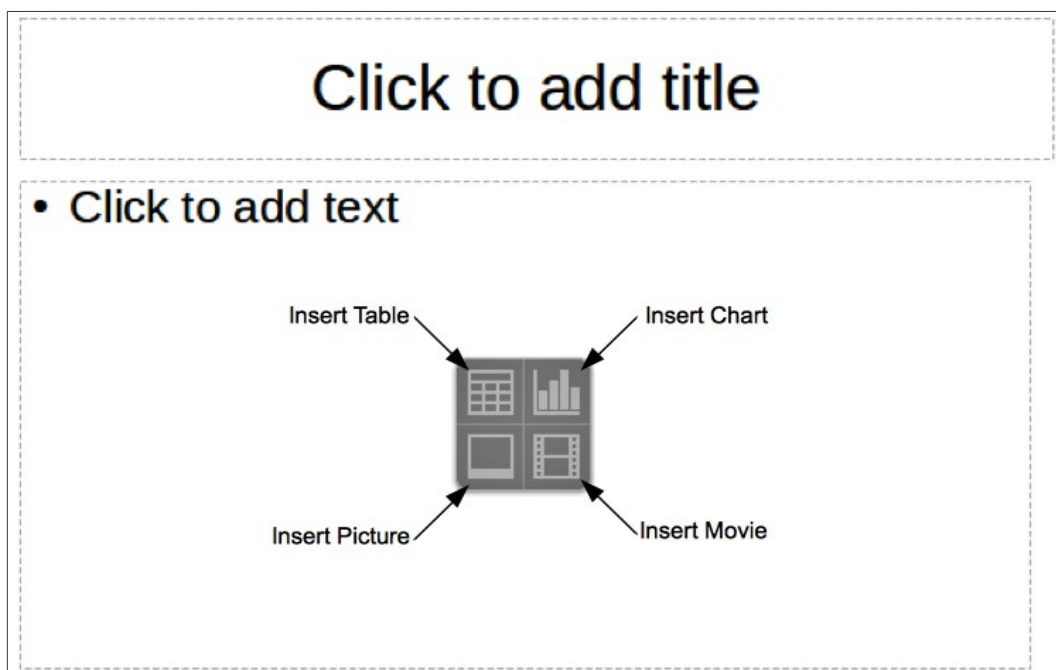 Click to add title
• Click to add text
Insert Table
Insert Chart
Insert Picture
Insert Movie